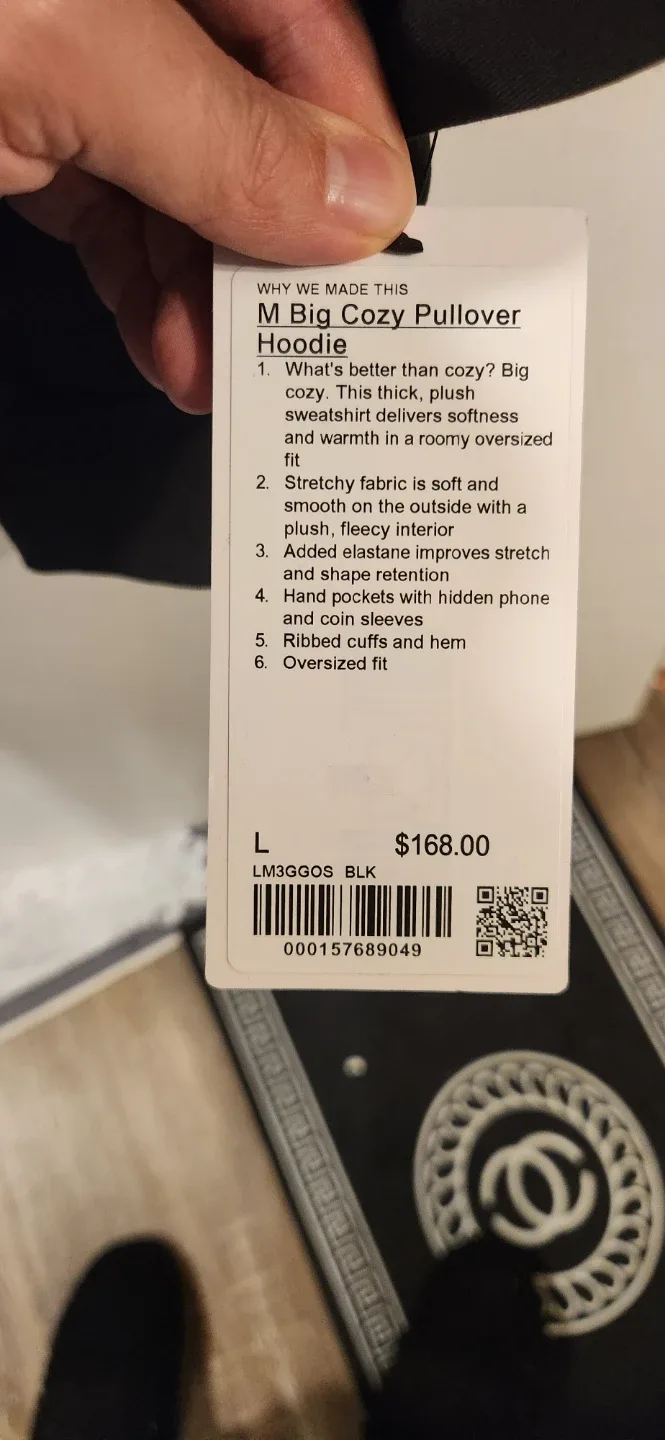 WHY WE MADE THIS
M Big Cozy Pullover
Hoodie
1. What's better than cozy? Big
cozy. This thick, plush
sweatshirt delivers softness
and warmth in a roomy oversized
fit
2. Stretchy fabric is soft and
smooth on the outside with a
plush, fleecy interior
3. Added elastane improves stretch
and shape retention
4. Hand pockets with hidden phone
and coin sleeves
5. Ribbed cuffs and hem
6. Oversized fit
L $168.00
LM3GGOS BLK
000157689049